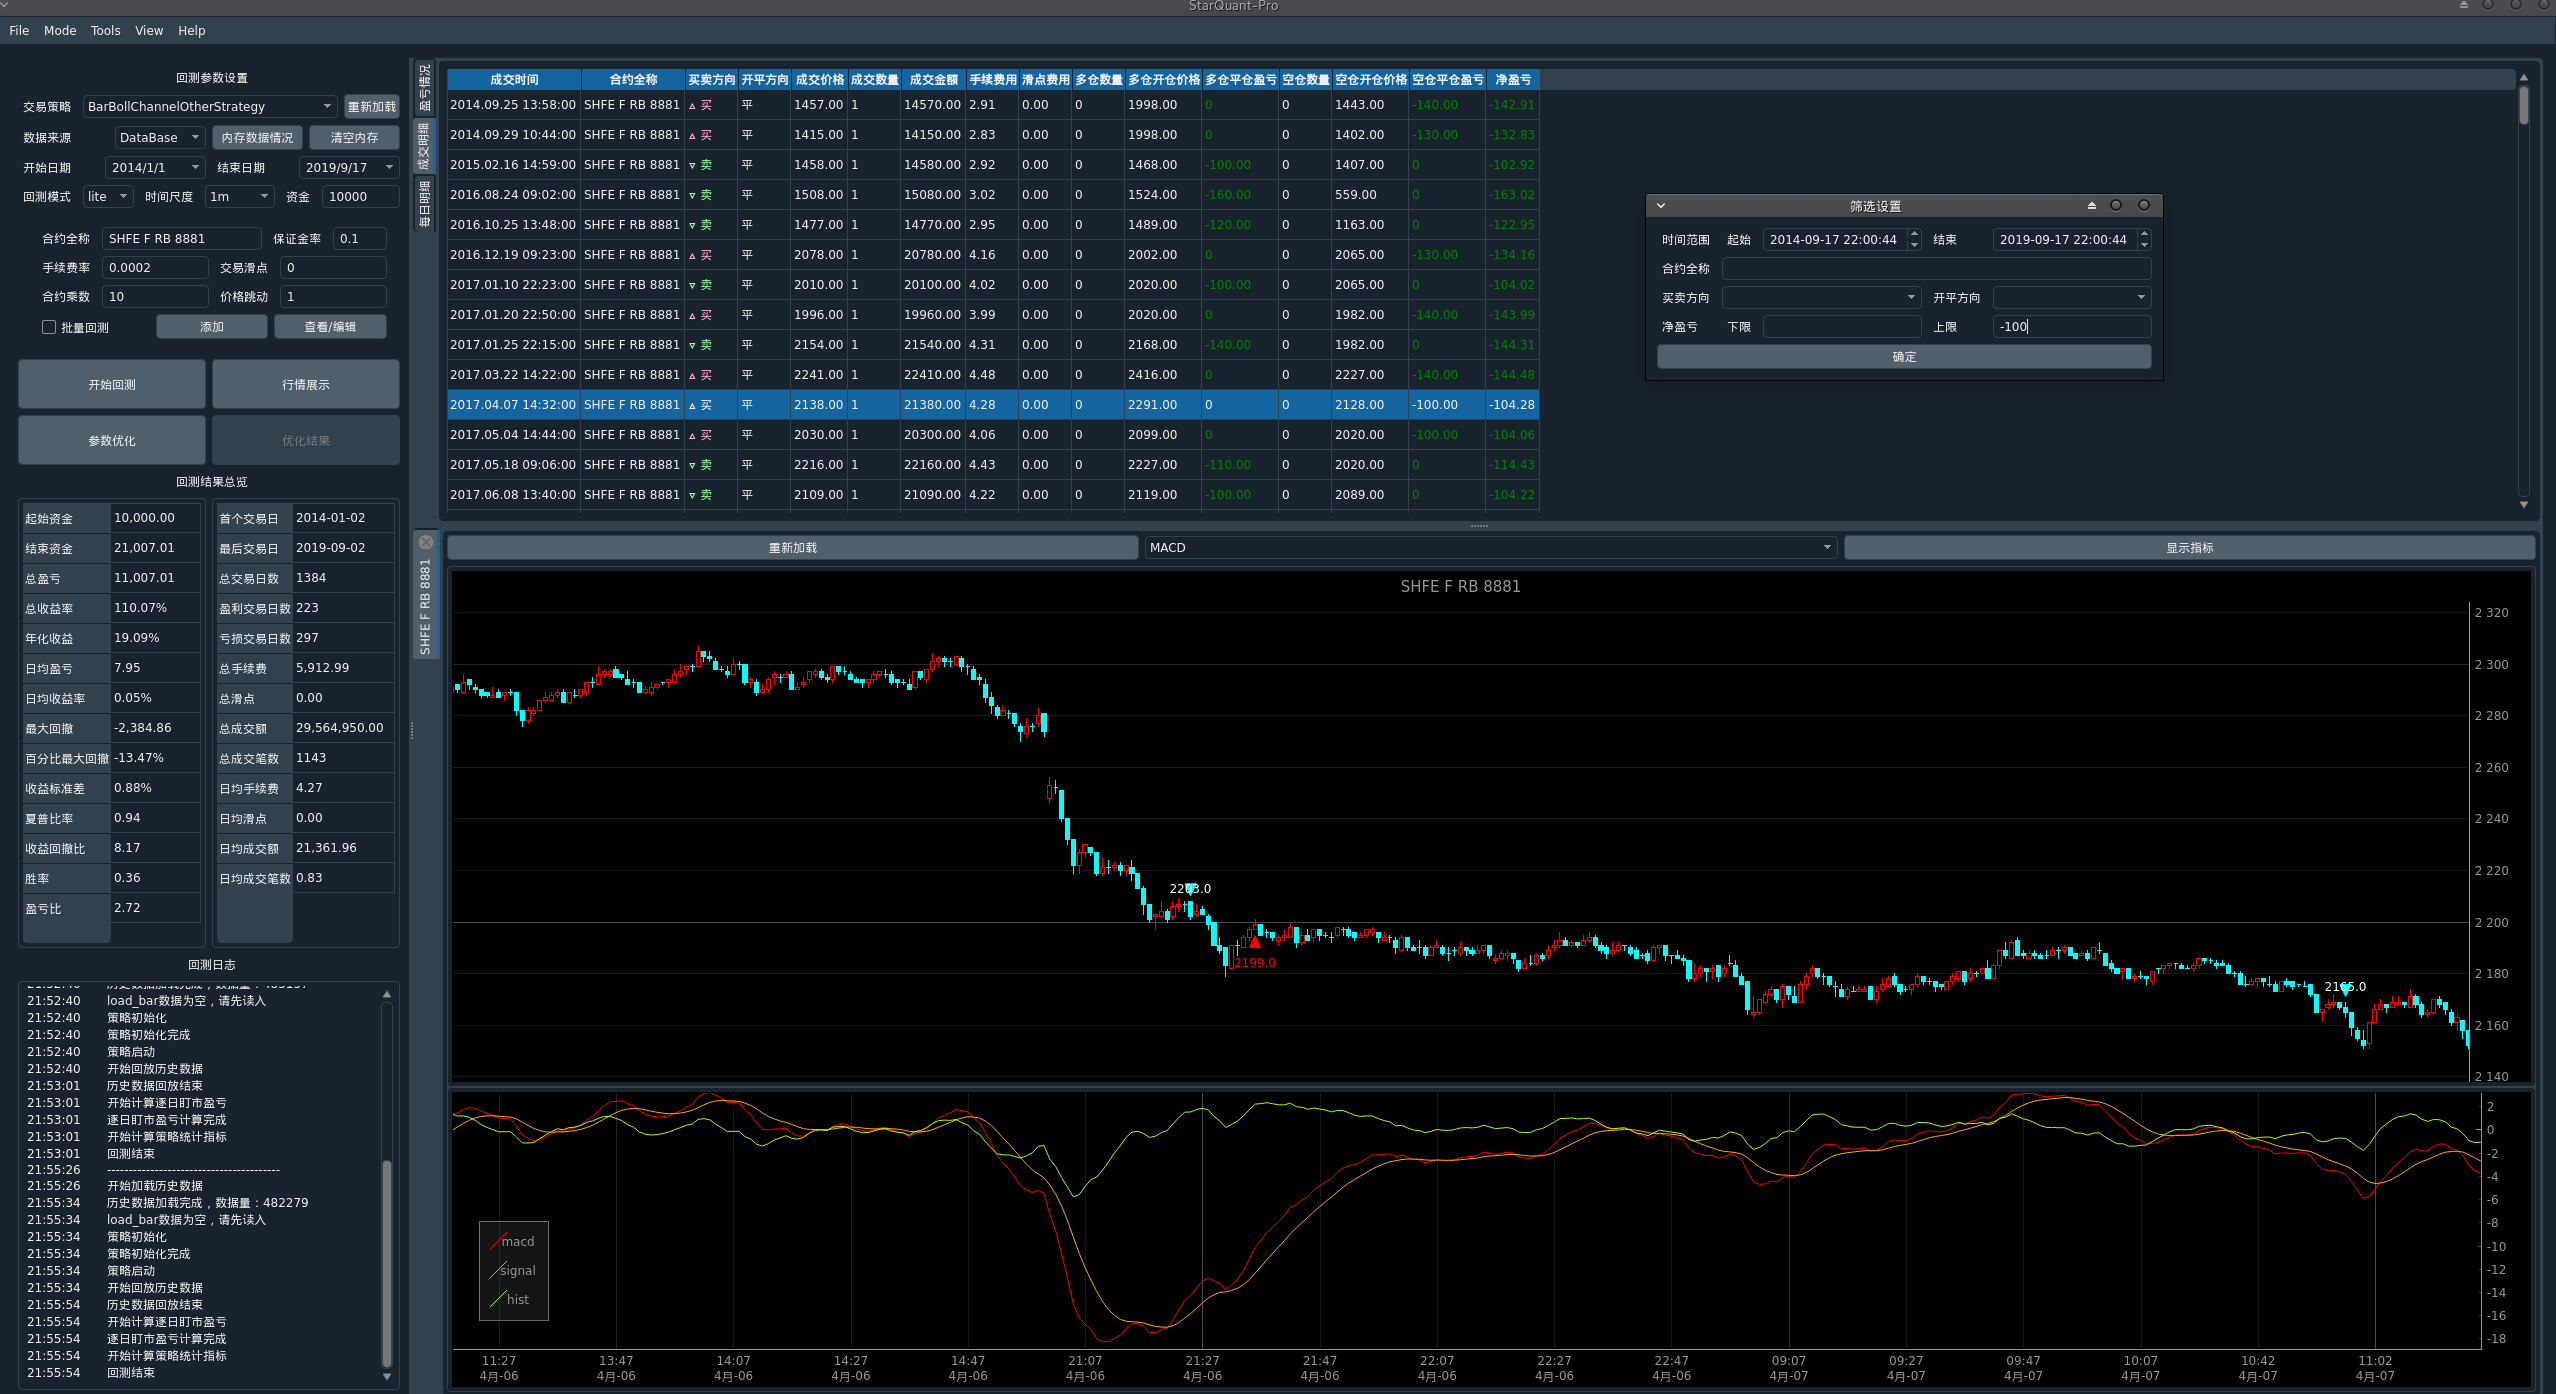 StarQuant-Pro
File Mode Tools View Help
回测参数设置
交易策略 BarBollChannelOtherStrategy 重新加载
数据来源 DataBase 内存数据情况 清空内存
开始日期 2014/1/1 结束日期 2019/9/17
回测模式 lite 时间尺度 1m 资金 10000
合约全称 SHFE F RB 8881 保证金率 0.1
手续费率 0.0002 交易滑点 0
合约乘数 10 价格跳动 1
批量回测 添加 查看/编辑
开始回测 行情展示
参数优化 优化结果
回测结果总览
起始资金 10,000.00 首个交易日 2014-01-02
结束资金 21,007.01 最后交易日 2019-09-02
总盈亏 11,007.01 总交易日数 1384
总收益率 110.07% 盈利交易日数 223
年化收益 19.09% 亏损交易日数 297
日均盈亏 7.95 总手续费 5,912.99
日均收益率 0.05% 总滑点 0.00
最大回撤 -2,384.86 总成交额 29,564,950.00
百分比最大回撤 -13.47% 总成交笔数 1143
收益标准差 0.88% 日均手续费 4.27
夏普比率 0.94 日均滑点 0.00
收益回撤比 8.17 日均成交额 21,361.96
胜率 0.36 日均成交笔数 0.83
盈亏比 2.72
回测日志
21:52:40 load_bar数据为空，请先读入
21:52:40 策略初始化
21:52:40 策略初始化完成
21:52:40 策略启动
21:52:40 开始回放历史数据
21:53:01 历史数据回放结束
21:53:01 开始计算逐日盯市盈亏
21:53:01 逐日盯市盈亏计算完成
21:53:01 开始计算策略统计指标
21:53:01 回测结束
21:55:26 ----------------------------------------
21:55:26 开始加载历史数据
21:55:34 历史数据加载完成，数据量：482279
21:55:34 load_bar数据为空，请先读入
21:55:34 策略初始化
21:55:34 策略初始化完成
21:55:34 策略启动
21:55:34 开始回放历史数据
21:55:54 历史数据回放结束
21:55:54 开始计算逐日盯市盈亏
21:55:54 逐日盯市盈亏计算完成
21:55:54 开始计算策略统计指标
21:55:54 回测结束
盈亏情况
成交明细
每日明细
成交时间 合约全称 买卖方向 开平方向 成交价格 成交数量 成交金额 手续费用 滑点费用 多仓数量 多仓开仓价格 多仓平仓盈亏 空仓数量 空仓开仓价格 空仓平仓盈亏 净盈亏
2014.09.25 13:58:00 SHFE F RB 8881 ▵ 买 平 1457.00 1 14570.00 2.91 0.00 0 1998.00 0 0 1443.00 -140.00 -142.91
2014.09.29 10:44:00 SHFE F RB 8881 ▵ 买 平 1415.00 1 14150.00 2.83 0.00 0 1998.00 0 0 1402.00 -130.00 -132.83
2015.02.16 14:59:00 SHFE F RB 8881 ▿ 卖 平 1458.00 1 14580.00 2.92 0.00 0 1468.00 -100.00 0 1407.00 0 -102.92
2016.08.24 09:02:00 SHFE F RB 8881 ▿ 卖 平 1508.00 1 15080.00 3.02 0.00 0 1524.00 -160.00 0 559.00 0 -163.02
2016.10.25 13:48:00 SHFE F RB 8881 ▿ 卖 平 1477.00 1 14770.00 2.95 0.00 0 1489.00 -120.00 0 1163.00 0 -122.95
2016.12.19 09:23:00 SHFE F RB 8881 ▵ 买 平 2078.00 1 20780.00 4.16 0.00 0 2002.00 0 0 2065.00 -130.00 -134.16
2017.01.10 22:23:00 SHFE F RB 8881 ▿ 卖 平 2010.00 1 20100.00 4.02 0.00 0 2020.00 -100.00 0 2065.00 0 -104.02
2017.01.20 22:50:00 SHFE F RB 8881 ▵ 买 平 1996.00 1 19960.00 3.99 0.00 0 2020.00 0 0 1982.00 -140.00 -143.99
2017.01.25 22:15:00 SHFE F RB 8881 ▿ 卖 平 2154.00 1 21540.00 4.31 0.00 0 2168.00 -140.00 0 1982.00 0 -144.31
2017.03.22 14:22:00 SHFE F RB 8881 ▵ 买 平 2241.00 1 22410.00 4.48 0.00 0 2416.00 0 0 2227.00 -140.00 -144.48
2017.04.07 14:32:00 SHFE F RB 8881 ▵ 买 平 2138.00 1 21380.00 4.28 0.00 0 2291.00 0 0 2128.00 -100.00 -104.28
2017.05.04 14:44:00 SHFE F RB 8881 ▵ 买 平 2030.00 1 20300.00 4.06 0.00 0 2099.00 0 0 2020.00 -100.00 -104.06
2017.05.18 09:06:00 SHFE F RB 8881 ▿ 卖 平 2216.00 1 22160.00 4.43 0.00 0 2227.00 -110.00 0 2020.00 0 -114.43
2017.06.08 13:40:00 SHFE F RB 8881 ▿ 卖 平 2109.00 1 21090.00 4.22 0.00 0 2119.00 -100.00 0 2089.00 0 -104.22
筛选设置
时间范围 起始 2014-09-17 22:00:44 结束 2019-09-17 22:00:44
合约全称
买卖方向 开平方向
净盈亏 下限 上限 -100
确定
SHFE F RB 8881
重新加载 MACD 显示指标
SHFE F RB 8881
2 320
2 300
2 280
2 260
2 240
2 220
2 200
2 180
2 160
2 140
2203.0
2199.0
2165.0
2
0
-2
-4
-6
-8
-10
-12
-14
-16
-18
macd
signal
hist
11:27 13:47 14:07 14:27 14:47 21:07 21:27 21:47 22:07 22:27 22:47 09:07 09:27 09:47 10:07 10:42 11:02
4月-06 4月-06 4月-06 4月-06 4月-06 4月-06 4月-06 4月-06 4月-06 4月-06 4月-06 4月-07 4月-07 4月-07 4月-07 4月-07 4月-07